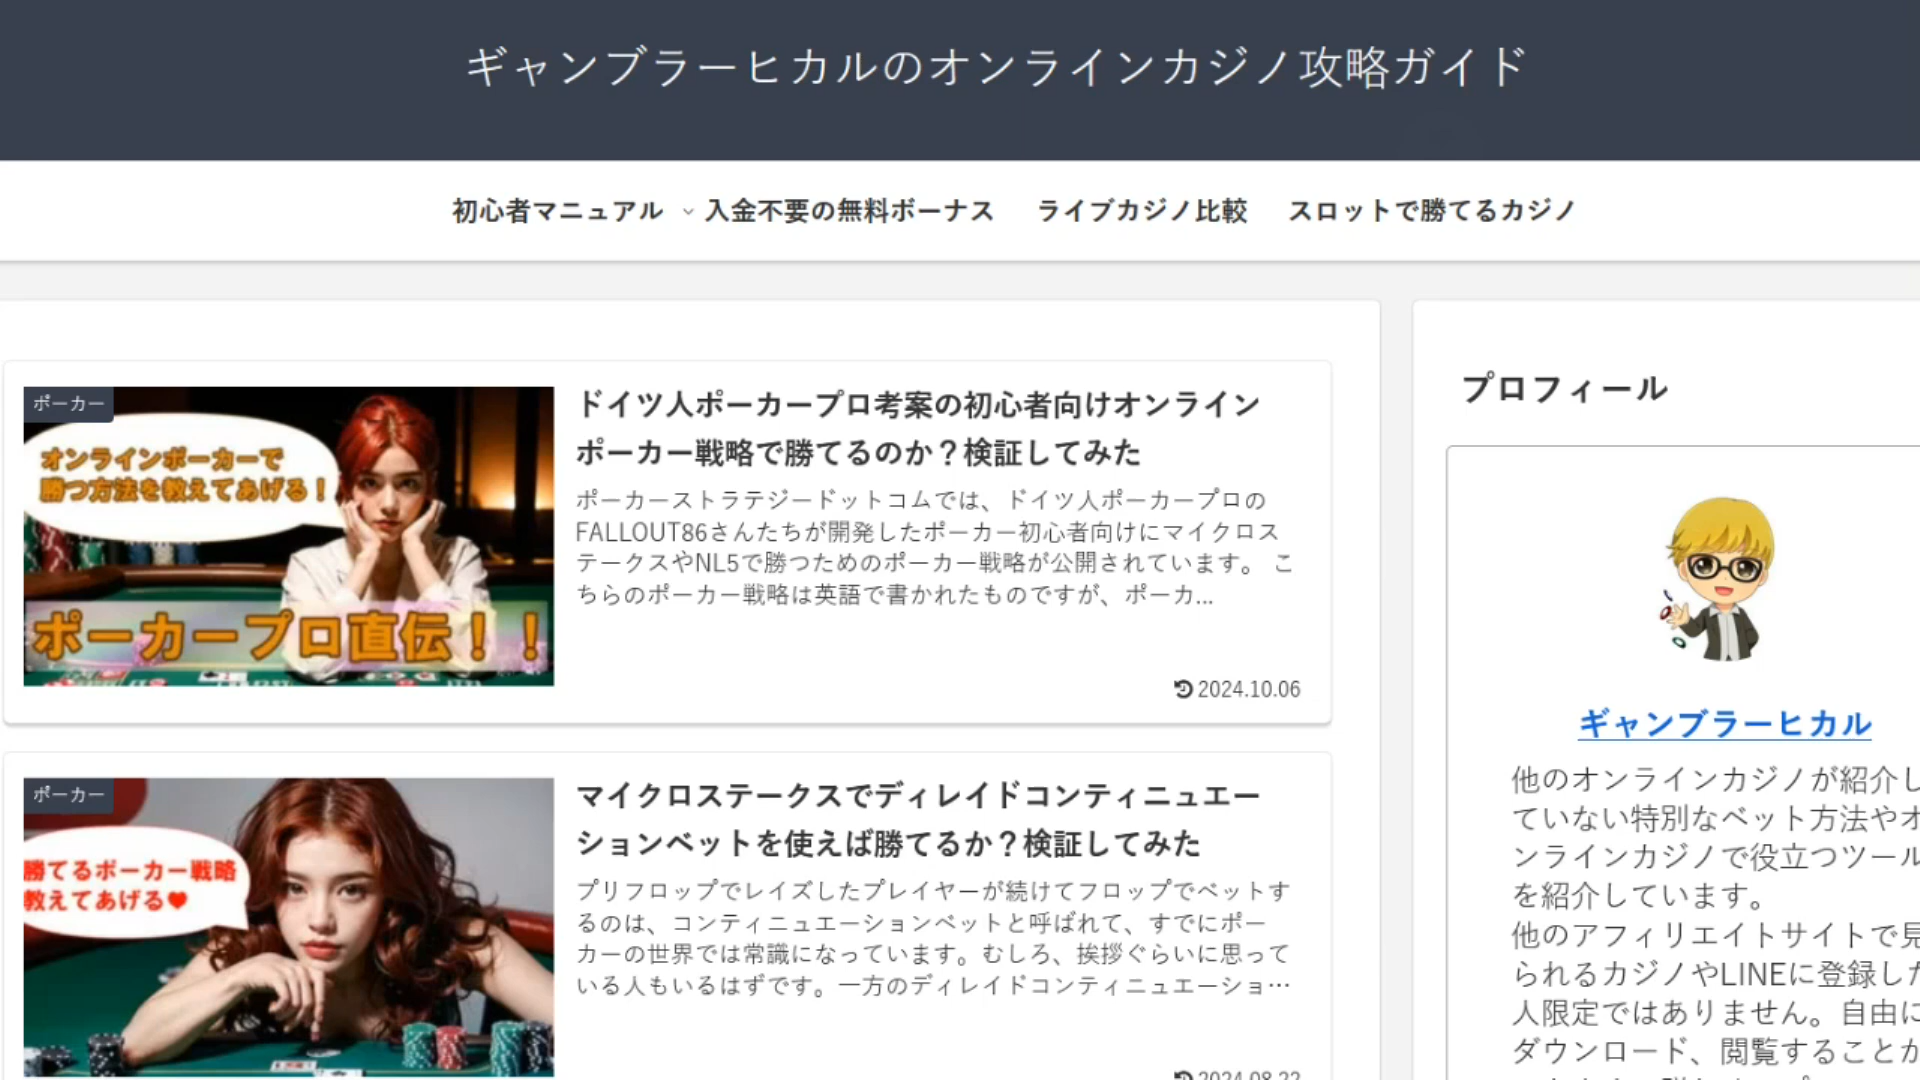 ギャンブラーヒカルのオンラインカジノ攻略ガイド
初心者マニュアル 入金不要の無料ボーナス ライブカジノ比較 スロットで勝てるカジノ
ポーカー
オンラインポーカーで
勝つ方法を教えてあげる！
ポーカープロ直伝！！
ドイツ人ポーカープロ考案の初心者向けオンライン
ポーカー戦略で勝てるのか？検証してみた
ポーカーストラテジードットコムでは、ドイツ人ポーカープロの
FALLOUT86さんたちが開発したポーカー初心者向けにマイクロス
テークスやNL5で勝つためのポーカー戦略が公開されています。 こ
ちらのポーカー戦略は英語で書かれたものですが、ポーカ...
2024.10.06
ポーカー
勝てるポーカー戦略
教えてあげる♥
マイクロステークスでディレイドコンティニュエー
ションベットを使えば勝てるか？検証してみた
プリフロップでレイズしたプレイヤーが続けてフロップでベットす
るのは、コンティニュエーションベットと呼ばれて、すでにポー
カーの世界では常識になっています。むしろ、挨拶ぐらいに思って
いる人もいるはずです。一方のディレイドコンティニュエーショ…
2024.08.22
プロフィール
ギャンブラーヒカル
他のオンラインカジノが紹介し
ていない特別なベット方法やオ
ンラインカジノで役立つツール
を紹介しています。
他のアフィリエイトサイトで見
られるカジノやLINEに登録した
人限定ではありません。自由に
ダウンロード、閲覧することが